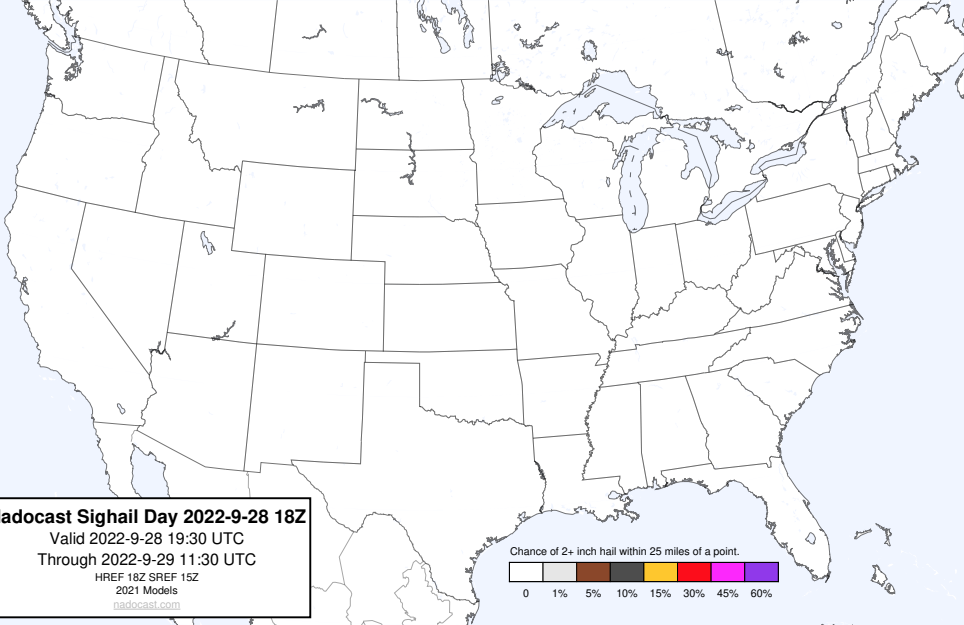 adocast Sighail Day 2022-9-28 18Z
Valid 2022-9-28 19:30 UTC
Through 2022-9-29 11:30 UTC
HREF 18Z SREF 15Z
2021 Models
nadocast.com
Chance of 2+ inch hail within 25 miles of a point.
0 1% 5% 10% 15% 30% 45% 60%